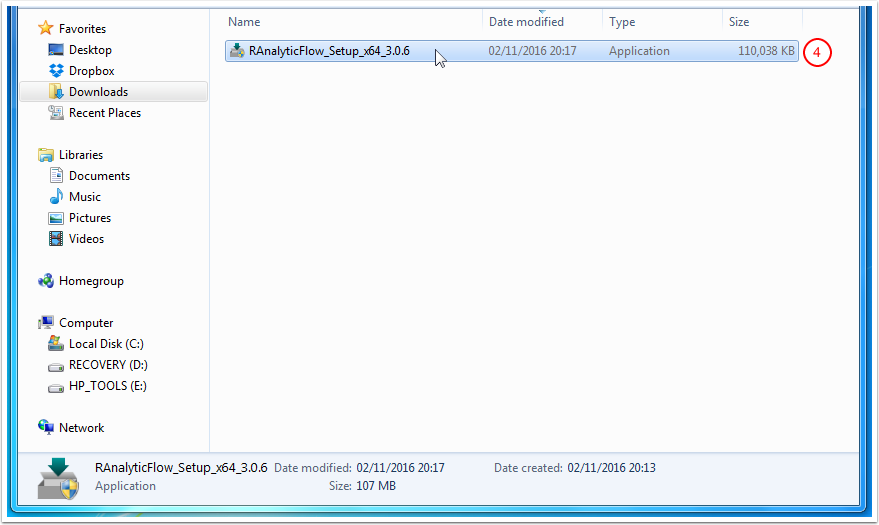 Name Date modified Type Size
Favorites
RAnalyticFlow_Setup_x64_3.0.6 02/11/2016 20:17 Application 110,038 KB 4
Desktop
Dropbox
Downloads
Recent Places
Libraries
Documents
Music
Pictures
Videos
Homegroup
Computer
Local Disk (C:)
RECOVERY (D:)
HP_TOOLS (E:)
Network
RAnalyticFlow_Setup_x64_3.0.6 Date modified: 02/11/2016 20:17 Date created: 02/11/2016 20:13
Application Size: 107 MB